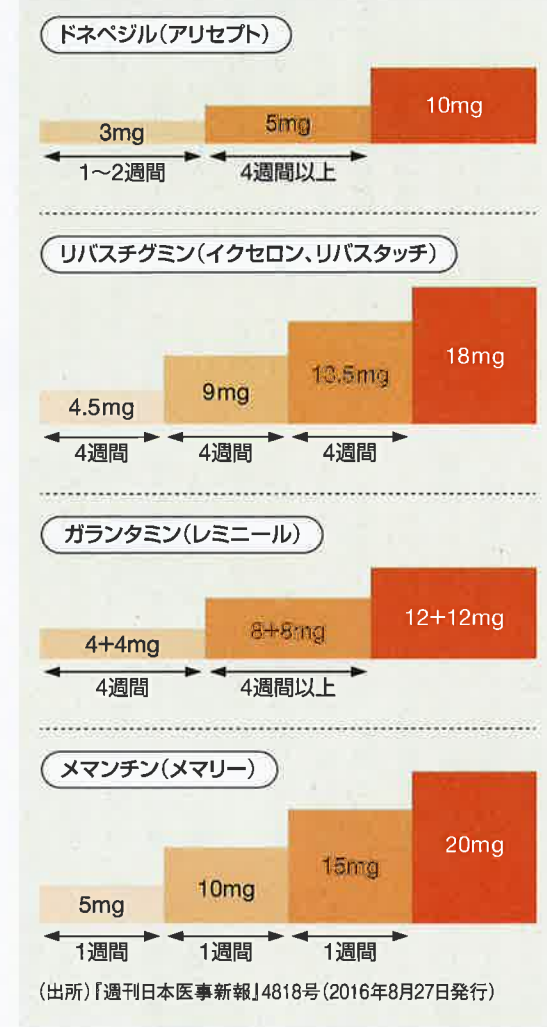 ドネペジル(アリセプト)
3mg
5mg
10mg
1〜2週間
4週間以上
リバスチグミン(イクセロン、リバスタッチ)
4.5mg
9mg
13.5mg
18mg
4週間
4週間
4週間
ガランタミン(レミニール)
4+4mg
8+8mg
12+12mg
4週間
4週間以上
メマンチン(メマリー)
5mg
10mg
15mg
20mg
1週間
1週間
1週間
(出所)『週刊日本医事新報』4818号(2016年8月27日発行)